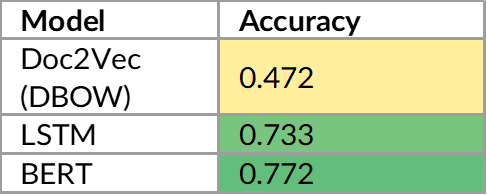 Model Accuracy
Doc2Vec
(DBOW) 0.472
LSTM 0.733
BERT 0.772